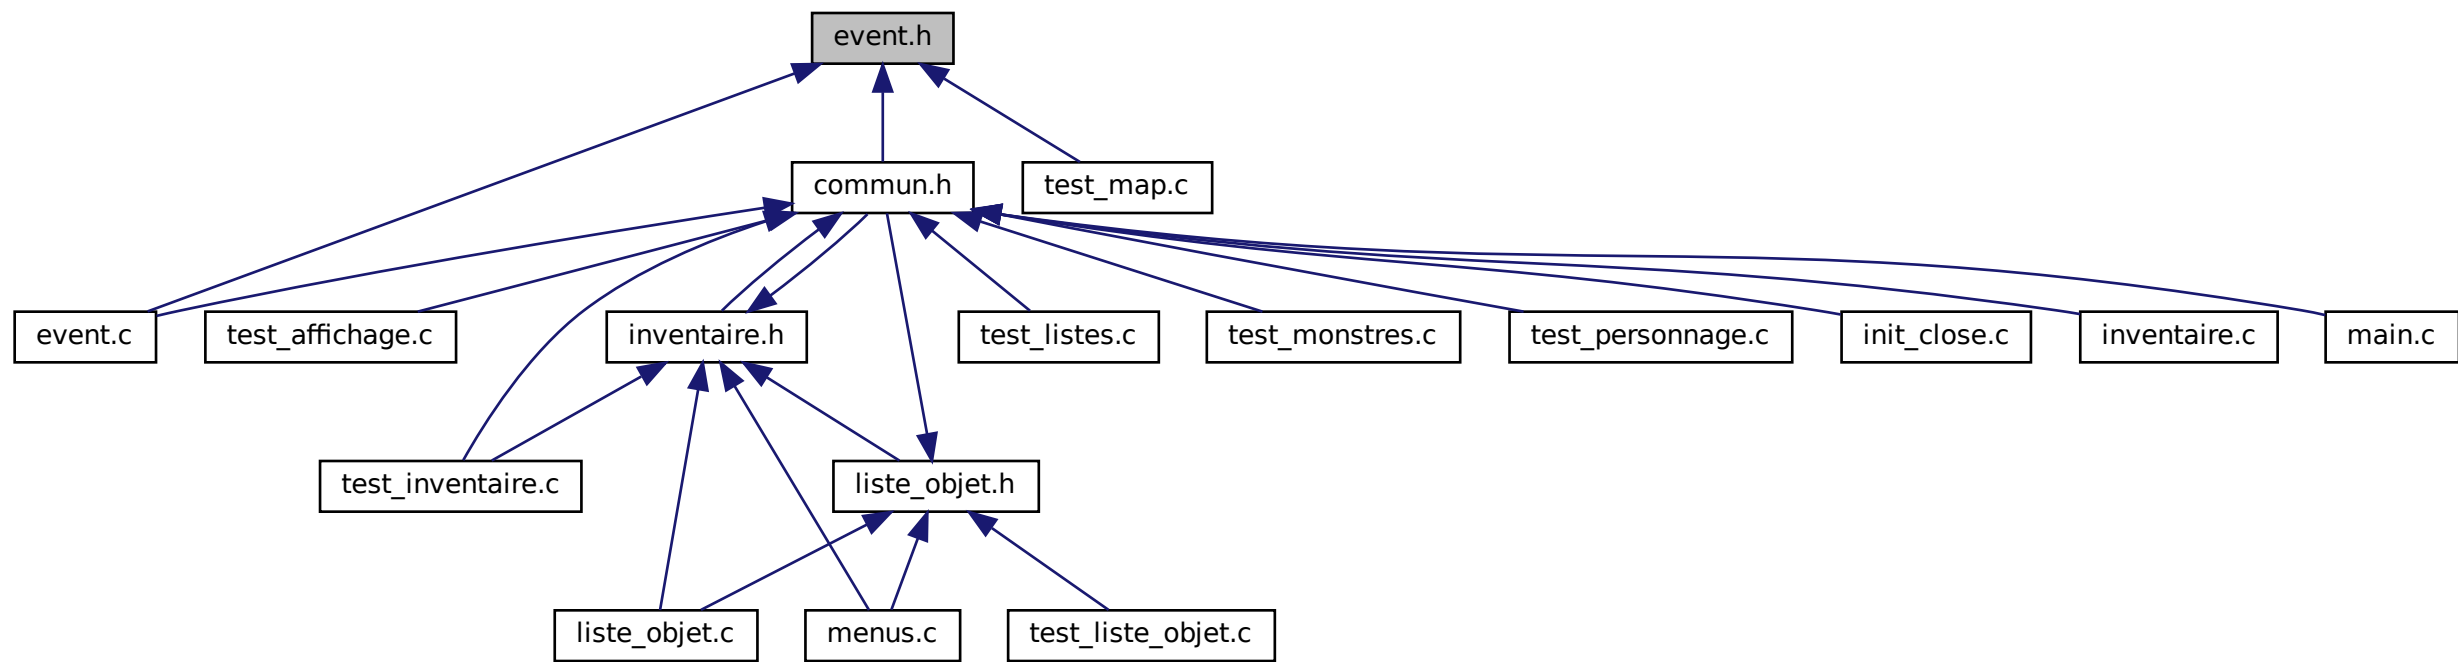 event.h
commun.h
test_map.c
event.c
test_affichage.c
inventaire.h
test_listes.c
test_monstres.c
test_personnage.c
init_close.c
inventaire.c
main.c
test_inventaire.c
liste_objet.h
liste_objet.c
menus.c
test_liste_objet.c